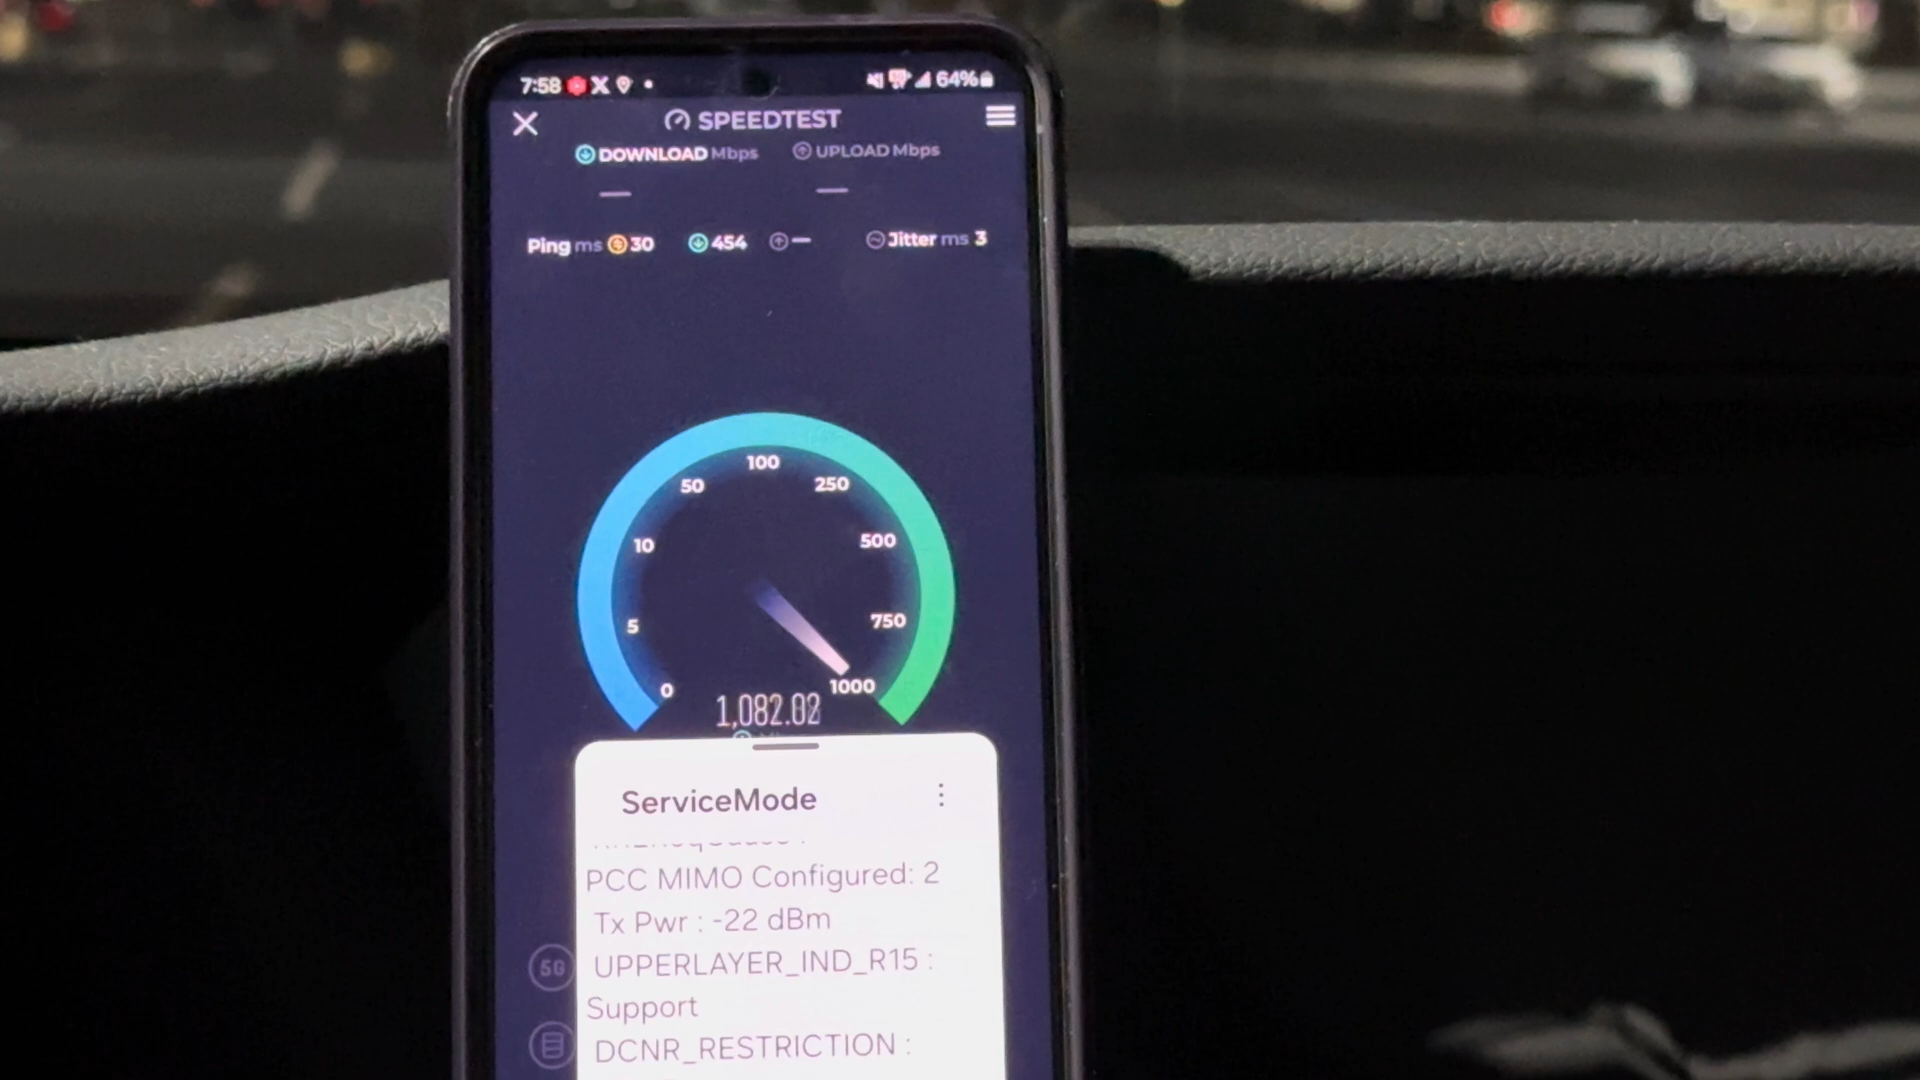 7:58 64%
SPEEDTEST
DOWNLOAD Mbps UPLOAD Mbps
— —
Ping ms 30 454 — Jitter ms 3
100
50 250
10 500
5 750
0 1000
1,082.02
ServiceMode
PCC MIMO Configured: 2
Tx Pwr : -22 dBm
UPPERLAYER_IND_R15 :
5G
Support
DCNR_RESTRICTION :